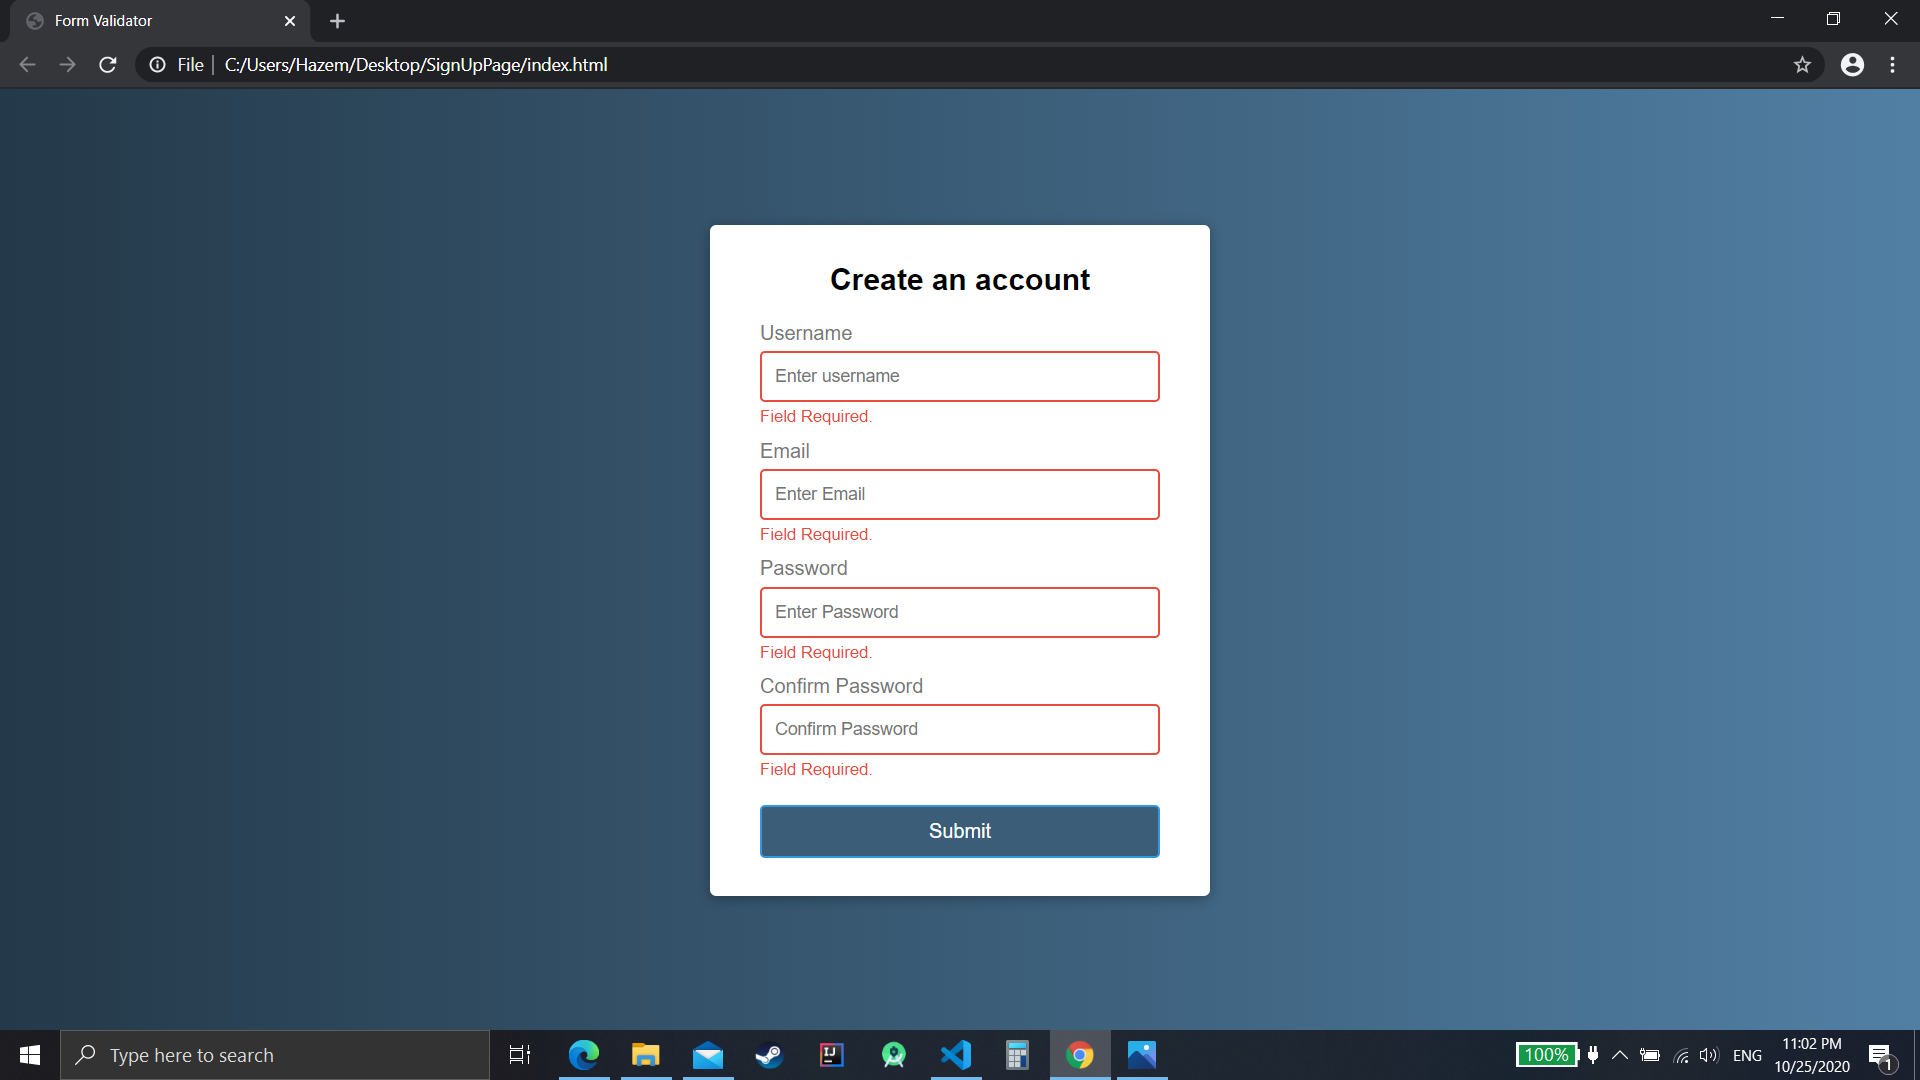 Form Validator
File
C:/Users/Hazem/Desktop/SignUpPage/index.html
Create an account
Username
Enter username
Field Required.
Email
Enter Email
Field Required.
Password
Enter Password
Field Required.
Confirm Password
Confirm Password
Field Required.
Submit
Type here to search
IJ
100%
ENG
11:02 PM
10/25/2020
1